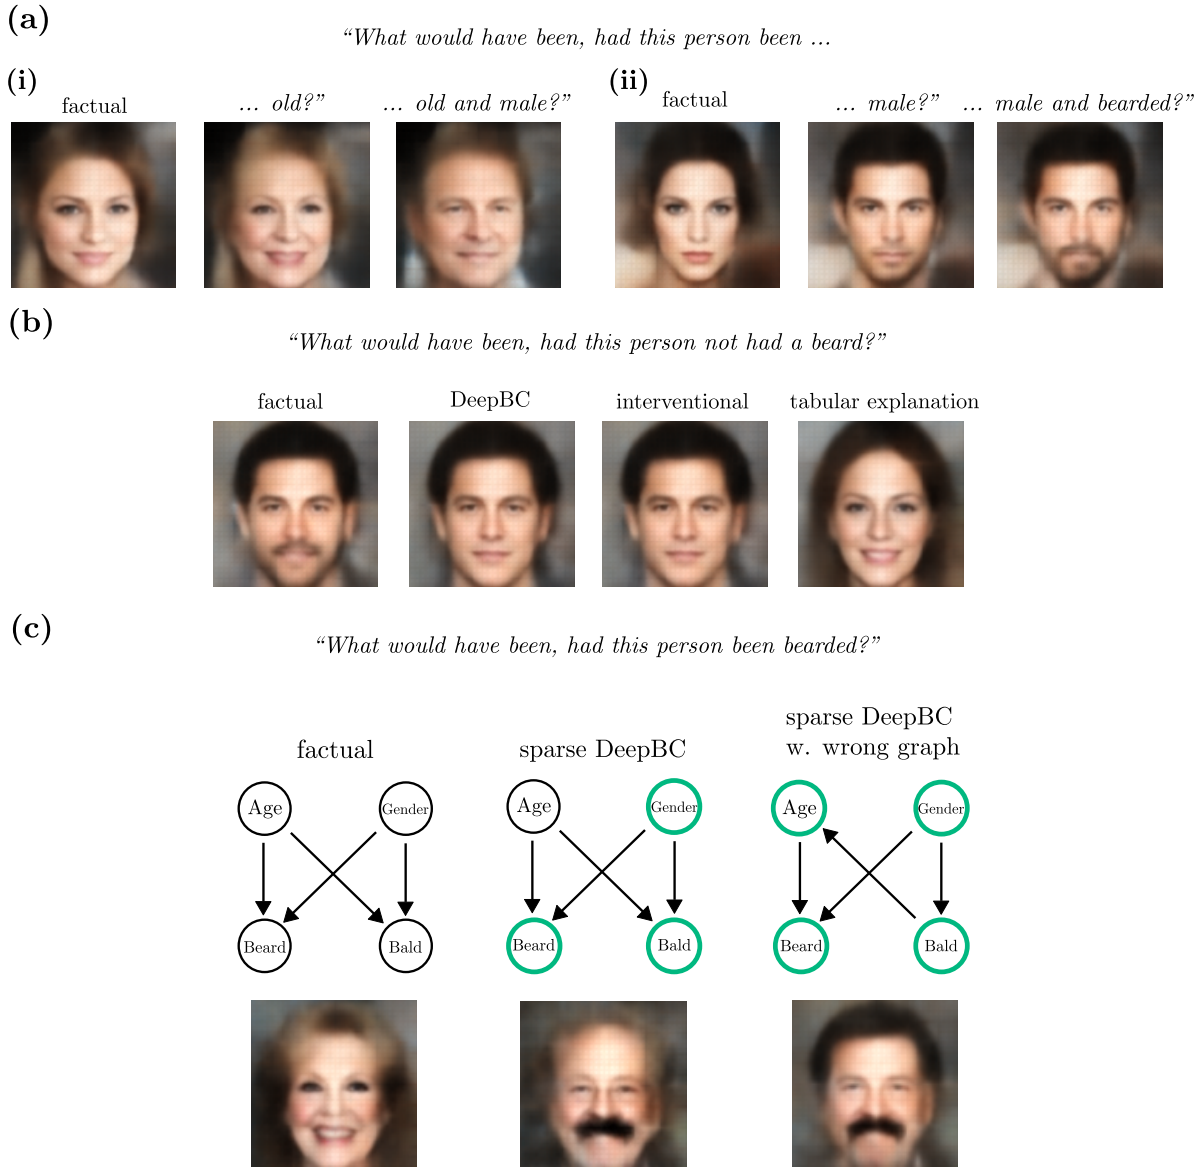 (a)
“What would have been, had this person been ...
(i)
factual
... old?”
... old and male?”
(ii)
factual
... male?”
... male and bearded?”
(b)
“What would have been, had this person not had a beard?”
factual
DeepBC
interventional
tabular explanation
(c)
“What would have been, had this person been bearded?”
factual
Age
Gender
Beard
Bald
sparse DeepBC
Age
Gender
Beard
Bald
sparse DeepBC
w. wrong graph
Age
Gender
Beard
Bald